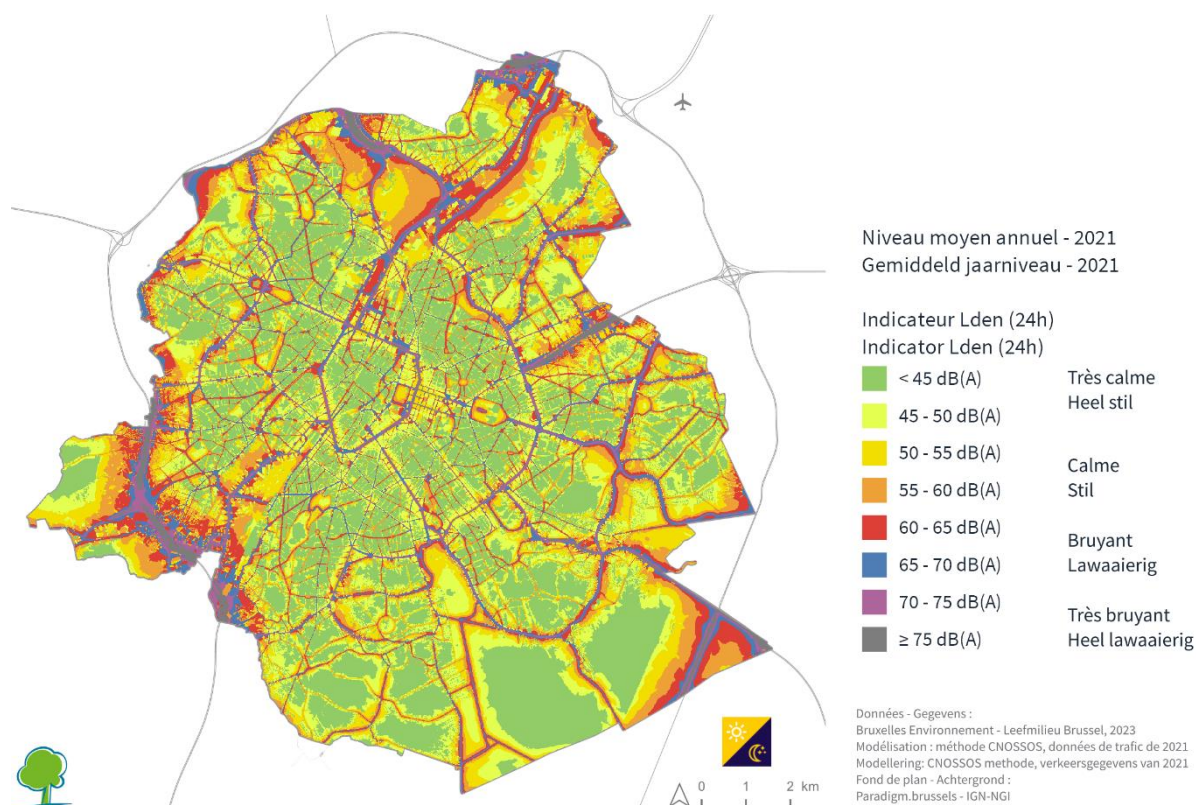 Niveau moyen annuel - 2021
Gemiddeld jaarniveau - 2021
Indicateur Lden (24h)
Indicator Lden (24h)
< 45 dB(A)
Très calme
Heel stil
45 - 50 dB(A)
50 - 55 dB(A)
Calme
Stil
55 - 60 dB(A)
60 - 65 dB(A)
Bruyant
Lawaaierig
65 - 70 dB(A)
70 - 75 dB(A)
Très bruyant
Heel lawaaierig
≥ 75 dB(A)
Données - Gegevens :
Bruxelles Environnement - Leefmilieu Brussel, 2023
Modélisation : méthode CNOSSOS, données de trafic de 2021
Modellering: CNOSSOS methode, verkeersgegevens van 2021
Fond de plan - Achtergrond :
Paradigm.brussels - IGN-NGI
0 1 2 km